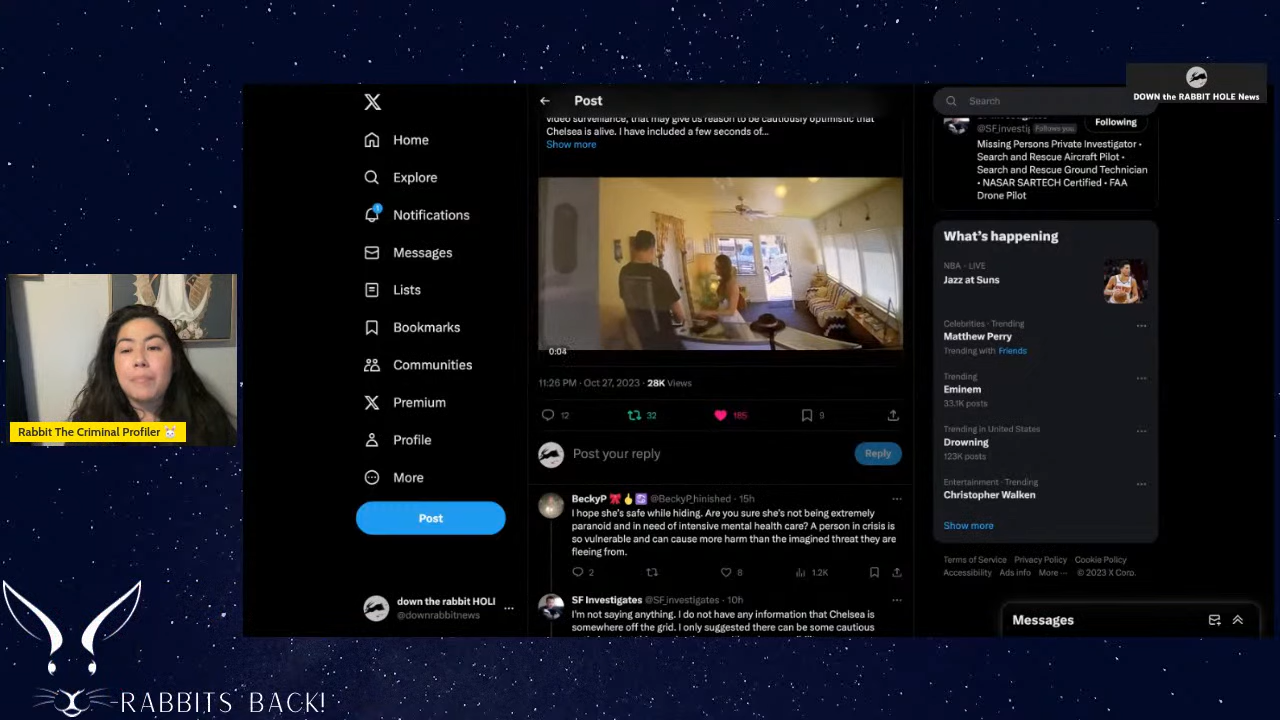 DOWN the RABBIT HOLE News
Post
Search
video surveillance, that may give us reason to be cautiously optimistic that
Chelsea is alive. I have included a few seconds of...
Show more
@SF_investi Follows you
Following
Missing Persons Private Investigator •
Search and Rescue Aircraft Pilot •
Search and Rescue Ground Technician
• NASAR SARTECH Certified • FAA
Drone Pilot
Home
Explore
1
Notifications
Messages
Lists
Bookmarks
Communities
Premium
Profile
More
Post
down the rabbit HOLI
@downrabbitnews
0:04
11:26 PM · Oct 27, 2023 · 28K Views
12
32
185
9
Post your reply
Reply
BeckyP @BeckyP_hinished · 15h
I hope she's safe while hiding. Are you sure she's not being extremely
paranoid and in need of intensive mental health care? A person in crisis is
so vulnerable and can cause more harm than the imagined threat they are
fleeing from.
2
8
1.2K
SF Investigates @SF_investigates · 10h
I'm not saying anything. I do not have any information that Chelsea is
somewhere off the grid. I only suggested there can be some cautious
What's happening
NBA · LIVE
Jazz at Suns
Celebrities · Trending
Matthew Perry
Trending with Friends
Trending
Eminem
33.1K posts
Trending in United States
Drowning
123K posts
Entertainment · Trending
Christopher Walken
Show more
Terms of Service Privacy Policy Cookie Policy
Accessibility Ads info More ··· © 2023 X Corp.
Messages
Rabbit The Criminal Profiler
RABBITS BACK!